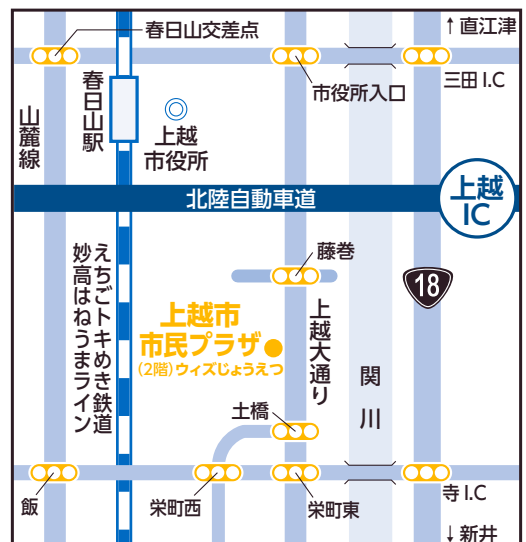 春日山交差点
↑直江津
春日山駅
市役所入口
三田 I.C
山麓線
上越
市役所
北陸自動車道
上越
IC
藤巻
18
えちごトキめき鉄道
妙高はねうまライン
上越市
市民プラザ
(2階)ウィズじょうえつ
上越大通り
関川
土橋
飯
栄町西
栄町東
寺 I.C
↓新井